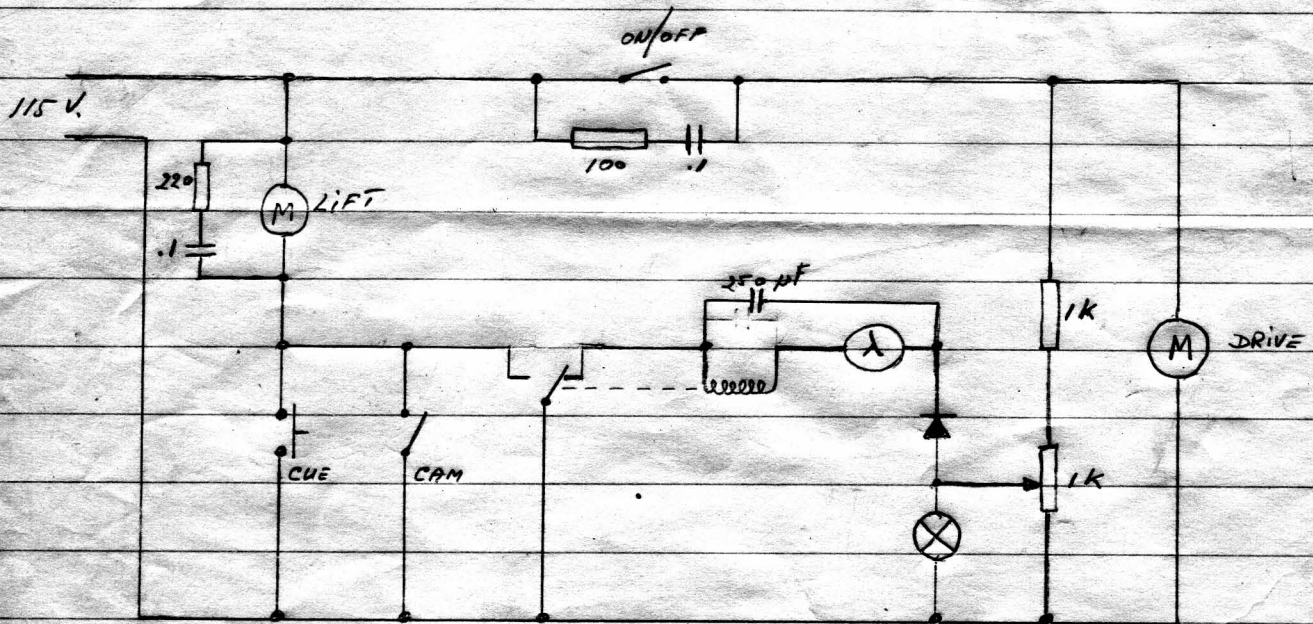 ON/OFF
115 V.
100
.1
220
M
LIFT
.1
250 µF
1K
λ
M
DRIVE
CUE
CAM
1K